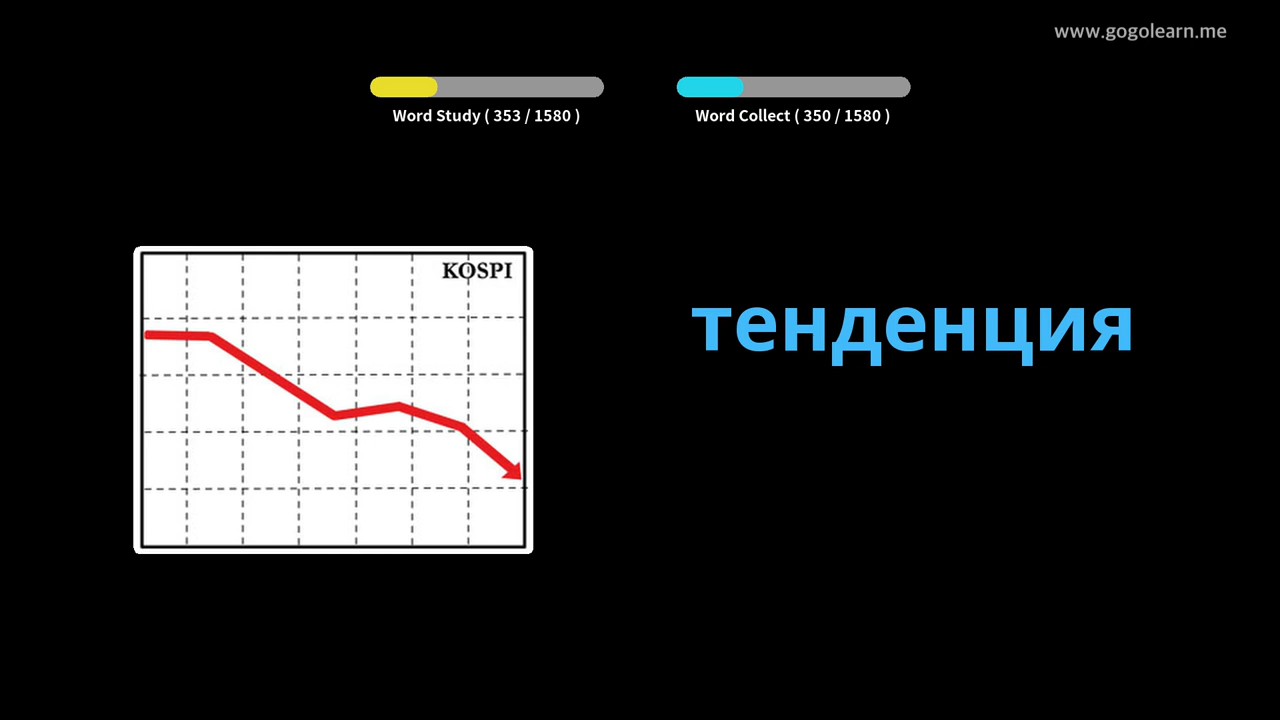 www.gogolearn.me
Word Study ( 353 / 1580 )
Word Collect ( 350 / 1580 )
KOSPI
тенденция